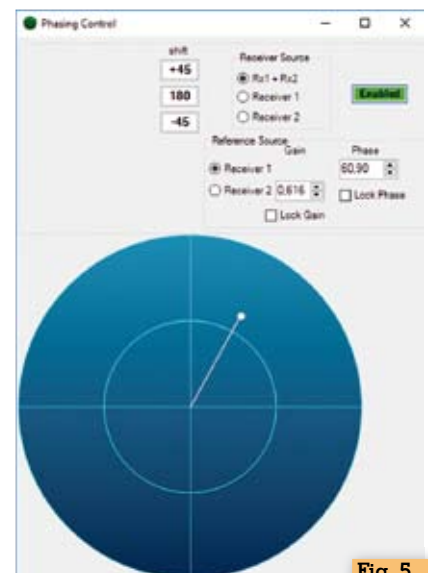 Phasing Control
shift
+45
180
-45
Receiver Source
Rx1 + Rx2
Receiver 1
Receiver 2
Enabled
Reference Source
Gain
Phase
Receiver 1
60,90
Receiver 2 0,616
Lock Phase
Lock Gain
Fig. 5